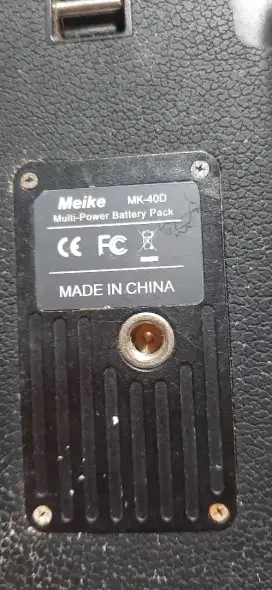 Meike MK-40D
Multi-Power Battery Pack
CE FC
MADE IN CHINA